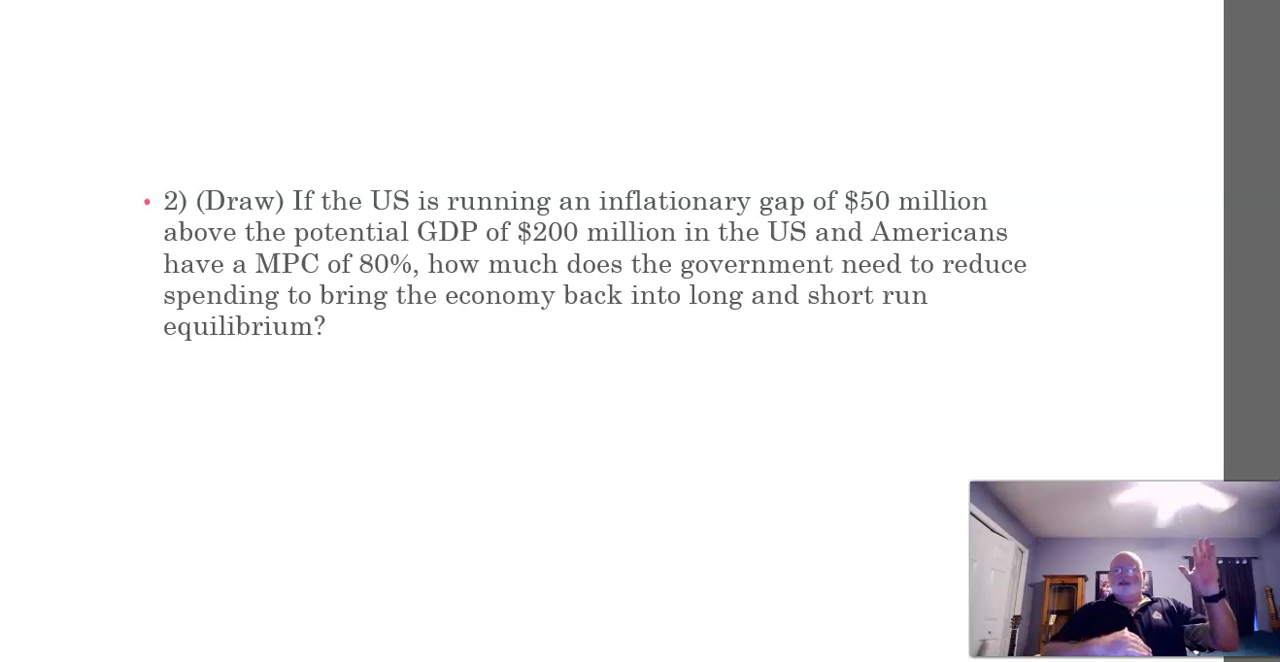 • 2) (Draw) If the US is running an inflationary gap of $50 million
above the potential GDP of $200 million in the US and Americans
have a MPC of 80%, how much does the government need to reduce
spending to bring the economy back into long and short run
equilibrium?